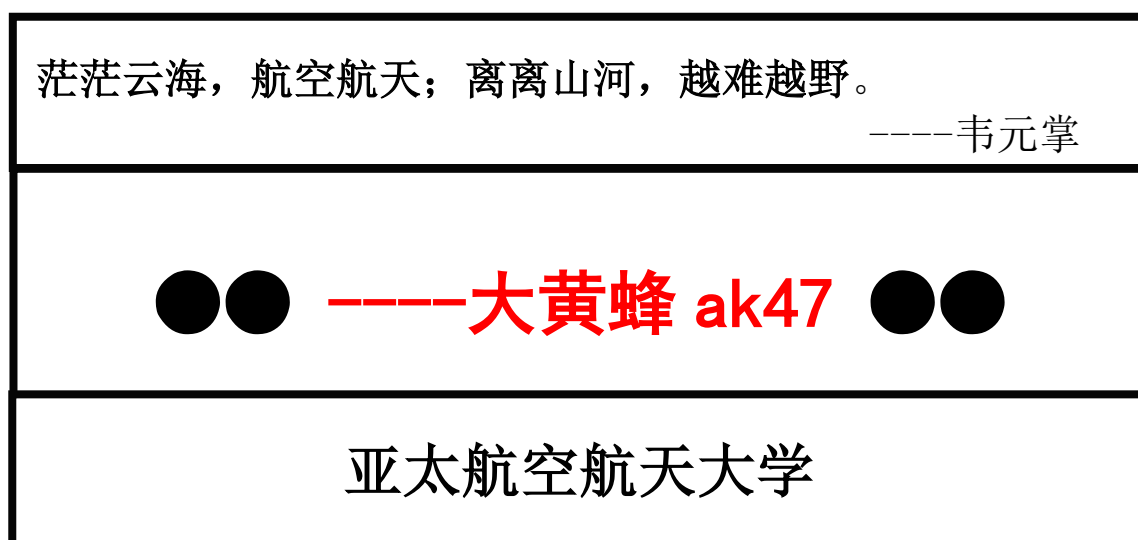 茫茫云海，航空航天；离离山河，越难越野。
----韦元掌
●● ----大黄蜂 ak47 ●●
亚太航空航天大学